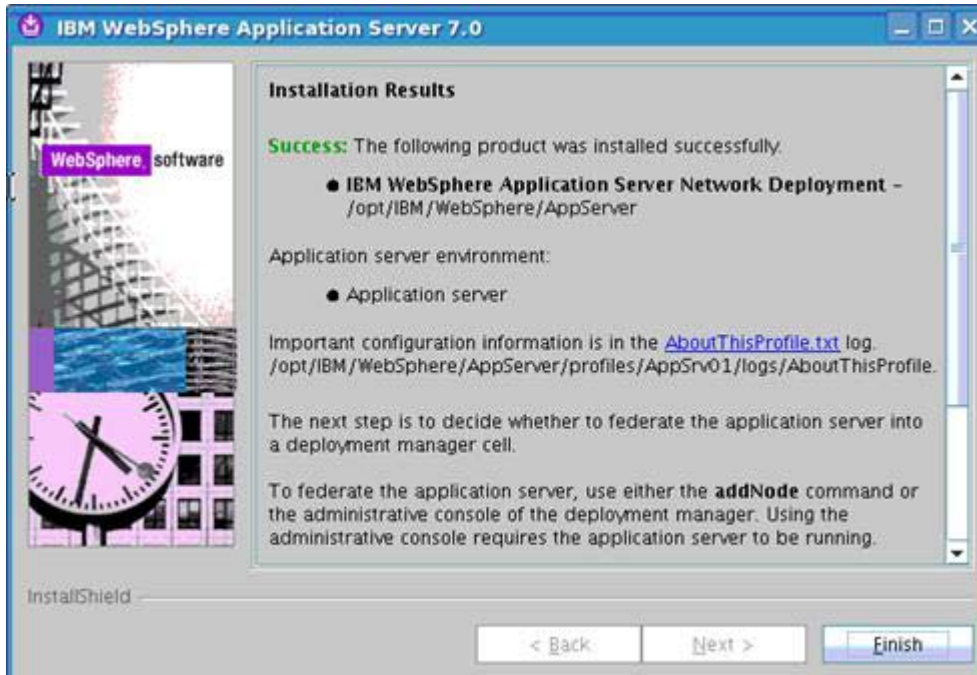 IBM WebSphere Application Server 7.0
WebSphere software
Installation Results
Success: The following product was installed successfully.
● IBM WebSphere Application Server Network Deployment –
/opt/IBM/WebSphere/AppServer
Application server environment:
● Application server
Important configuration information is in the AboutThisProfile.txt log.
/opt/IBM/WebSphere/AppServer/profiles/AppSrv01/logs/AboutThisProfile.
The next step is to decide whether to federate the application server into
a deployment manager cell.
To federate the application server, use either the addNode command or
the administrative console of the deployment manager. Using the
administrative console requires the application server to be running.
InstallShield
< Back
Next >
Finish